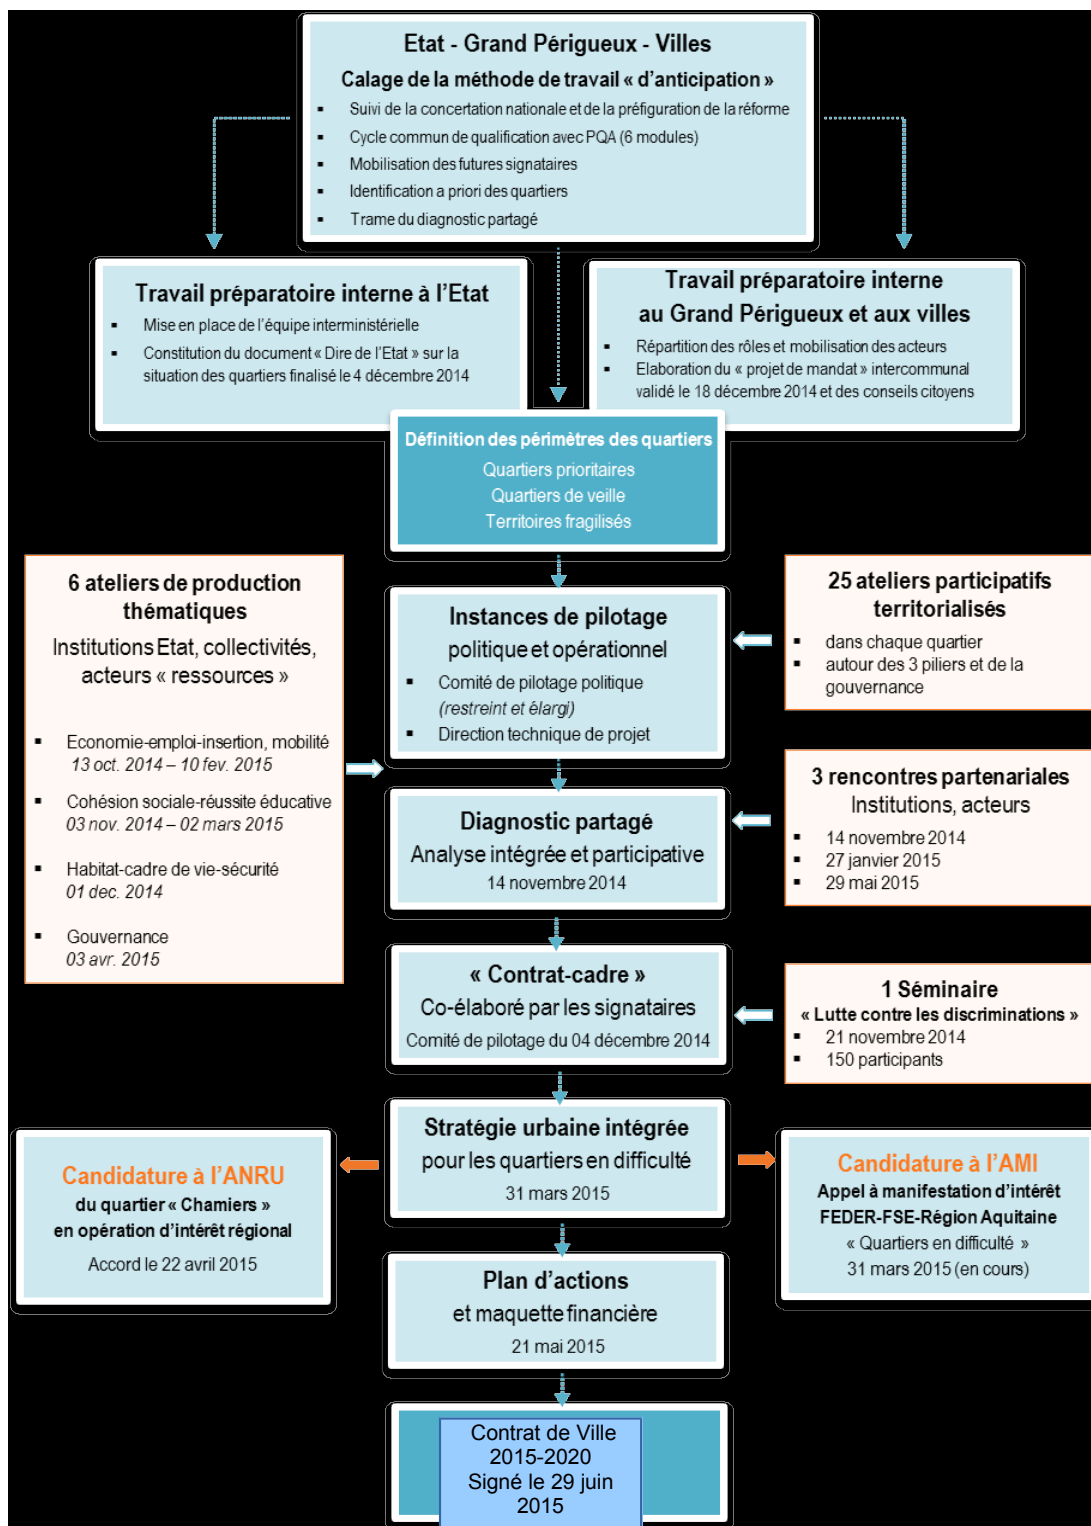 Etat - Grand Périgueux - Villes
Calage de la méthode de travail « d'anticipation »
▪ Suivi de la concertation nationale et de la préfiguration de la réforme
▪ Cycle commun de qualification avec PQA (6 modules)
▪ Mobilisation des futures signataires
▪ Identification a priori des quartiers
▪ Trame du diagnostic partagé
Travail préparatoire interne à l'Etat
▪ Mise en place de l'équipe interministérielle
▪ Constitution du document « Dire de l'Etat » sur la
situation des quartiers finalisé le 4 décembre 2014
Travail préparatoire interne
au Grand Périgueux et aux villes
▪ Répartition des rôles et mobilisation des acteurs
▪ Elaboration du « projet de mandat » intercommunal
validé le 18 décembre 2014 et des conseils citoyens
Définition des périmètres des quartiers
Quartiers prioritaires
Quartiers de veille
Territoires fragilisés
6 ateliers de production
thématiques
Institutions Etat, collectivités,
acteurs « ressources »
▪ Economie-emploi-insertion, mobilité
13 oct. 2014 – 10 fev. 2015
▪ Cohésion sociale-réussite éducative
03 nov. 2014 – 02 mars 2015
▪ Habitat-cadre de vie-sécurité
01 dec. 2014
▪ Gouvernance
03 avr. 2015
Instances de pilotage
politique et opérationnel
▪ Comité de pilotage politique
(restreint et élargi)
▪ Direction technique de projet
25 ateliers participatifs
territorialisés
▪ dans chaque quartier
▪ autour des 3 piliers et de la
gouvernance
3 rencontres partenariales
Institutions, acteurs
▪ 14 novembre 2014
▪ 27 janvier 2015
▪ 29 mai 2015
Diagnostic partagé
Analyse intégrée et participative
14 novembre 2014
« Contrat-cadre »
Co-élaboré par les signataires
Comité de pilotage du 04 décembre 2014
1 Séminaire
« Lutte contre les discriminations »
▪ 21 novembre 2014
▪ 150 participants
Stratégie urbaine intégrée
pour les quartiers en difficulté
31 mars 2015
Candidature à l'ANRU
du quartier « Chamiers »
en opération d'intérêt régional
Accord le 22 avril 2015
Candidature à l'AMI
Appel à manifestation d'intérêt
FEDER-FSE-Région Aquitaine
« Quartiers en difficulté »
31 mars 2015 (en cours)
Plan d'actions
et maquette financière
21 mai 2015
Contrat de Ville
2015-2020
Signé le 29 juin
2015